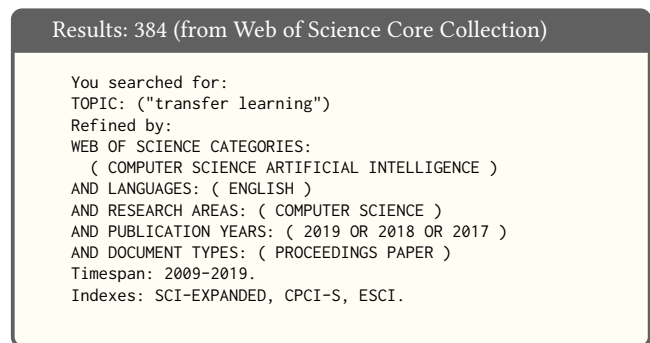 Results: 384 (from Web of Science Core Collection)
You searched for:
TOPIC: ("transfer learning")
Refined by:
WEB OF SCIENCE CATEGORIES:
( COMPUTER SCIENCE ARTIFICIAL INTELLIGENCE )
AND LANGUAGES: ( ENGLISH )
AND RESEARCH AREAS: ( COMPUTER SCIENCE )
AND PUBLICATION YEARS: ( 2019 OR 2018 OR 2017 )
AND DOCUMENT TYPES: ( PROCEEDINGS PAPER )
Timespan: 2009-2019.
Indexes: SCI-EXPANDED, CPCI-S, ESCI.